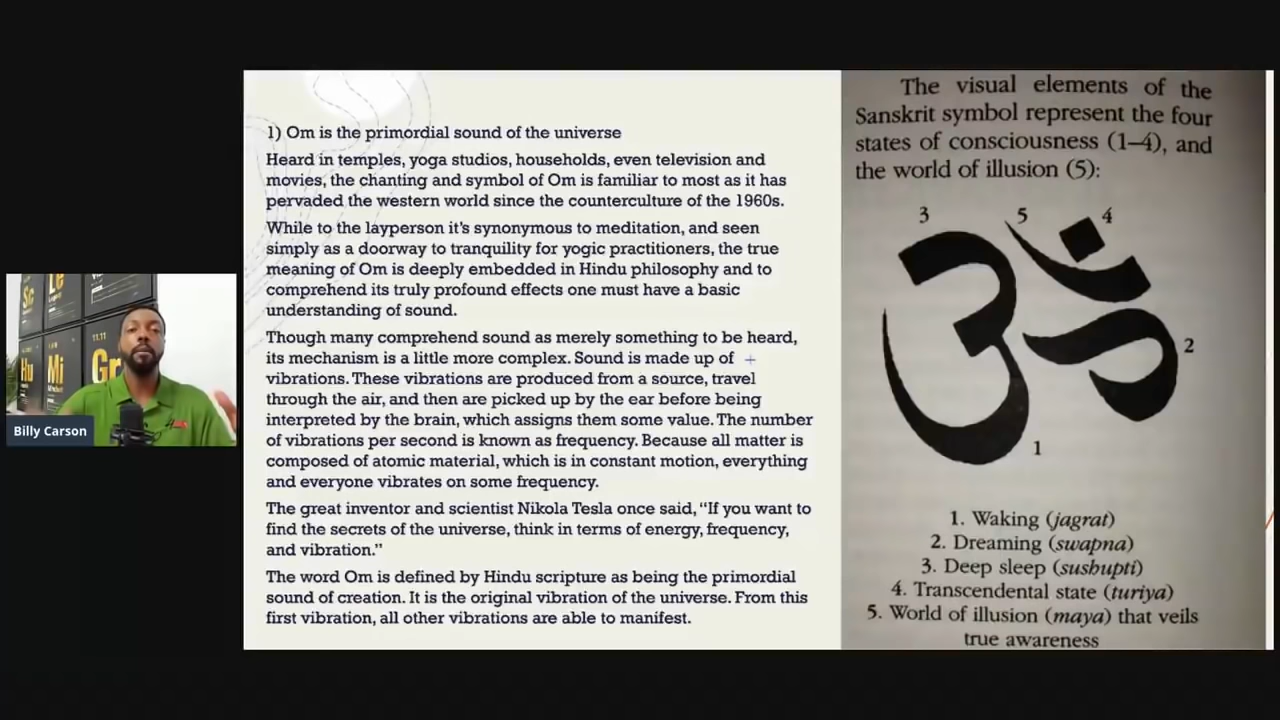 1) Om is the primordial sound of the universe
Heard in temples, yoga studios, households, even television and
movies, the chanting and symbol of Om is familiar to most as it has
pervaded the western world since the counterculture of the 1960s.
While to the layperson it's synonymous to meditation, and seen
simply as a doorway to tranquility for yogic practitioners, the true
meaning of Om is deeply embedded in Hindu philosophy and to
comprehend its truly profound effects one must have a basic
understanding of sound.
Though many comprehend sound as merely something to be heard,
its mechanism is a little more complex. Sound is made up of
vibrations. These vibrations are produced from a source, travel
through the air, and then are picked up by the ear before being
interpreted by the brain, which assigns them some value. The number
of vibrations per second is known as frequency. Because all matter is
composed of atomic material, which is in constant motion, everything
and everyone vibrates on some frequency.
The great inventor and scientist Nikola Tesla once said, "If you want to
find the secrets of the universe, think in terms of energy, frequency,
and vibration."
The word Om is defined by Hindu scripture as being the primordial
sound of creation. It is the original vibration of the universe. From this
first vibration, all other vibrations are able to manifest.
The visual elements of the
Sanskrit symbol represent the four
states of consciousness (1–4), and
the world of illusion (5):
3 5 4
ॐ
2
1
1. Waking (jagrat)
2. Dreaming (swapna)
3. Deep sleep (sushupti)
4. Transcendental state (turiya)
5. World of illusion (maya) that veils
true awareness
Sc
Le
Hu
Mi
11.11
Gr
Billy Carson